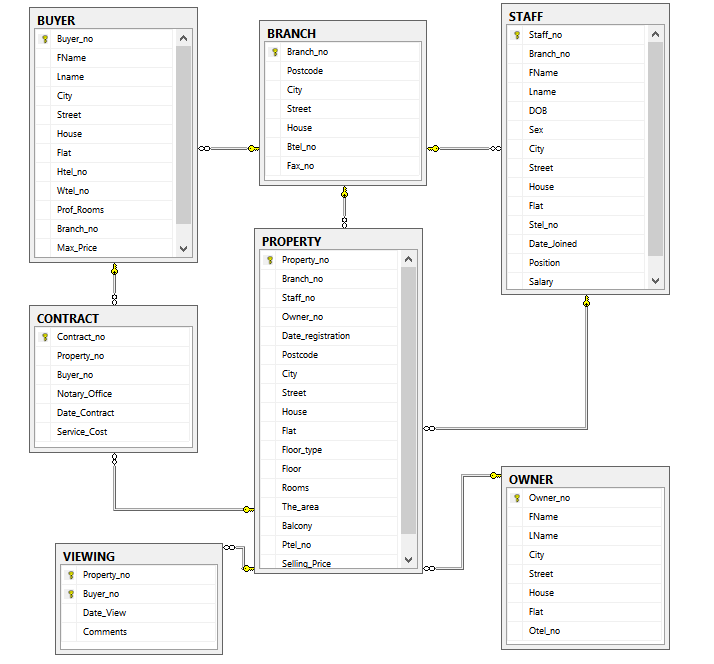 BUYER
Buyer_no
FName
Lname
City
Street
House
Flat
Htel_no
Wtel_no
Prof_Rooms
Branch_no
Max_Price
BRANCH
Branch_no
Postcode
City
Street
House
Btel_no
Fax_no
STAFF
Staff_no
Branch_no
FName
Lname
DOB
Sex
City
Street
House
Flat
Stel_no
Date_Joined
Position
Salary
CONTRACT
Contract_no
Property_no
Buyer_no
Notary_Office
Date_Contract
Service_Cost
PROPERTY
Property_no
Branch_no
Staff_no
Owner_no
Date_registration
Postcode
City
Street
House
Flat
Floor_type
Floor
Rooms
The_area
Balcony
Ptel_no
Selling_Price
VIEWING
Property_no
Buyer_no
Date_View
Comments
OWNER
Owner_no
FName
LName
City
Street
House
Flat
Otel_no